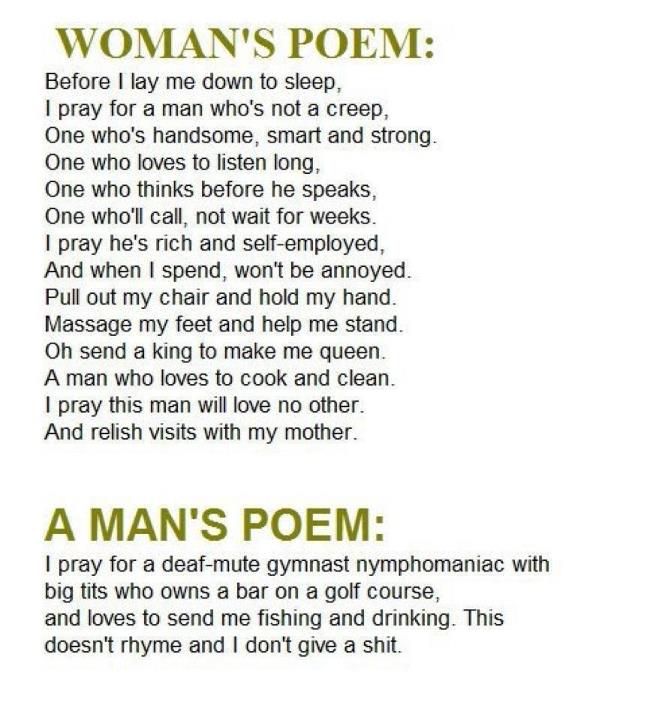 WOMAN'S POEM:
Before I lay me down to sleep,
I pray for a man who's not a creep,
One who's handsome, smart and strong.
One who loves to listen long,
One who thinks before he speaks,
One who'll call, not wait for weeks.
I pray he's rich and self-employed,
And when I spend, won't be annoyed.
Pull out my chair and hold my hand.
Massage my feet and help me stand.
Oh send a king to make me queen.
A man who loves to cook and clean.
I pray this man will love no other.
And relish visits with my mother.
A MAN'S POEM:
I pray for a deaf-mute gymnast nymphomaniac with
big tits who owns a bar on a golf course,
and loves to send me fishing and drinking. This
doesn't rhyme and I don't give a shit.